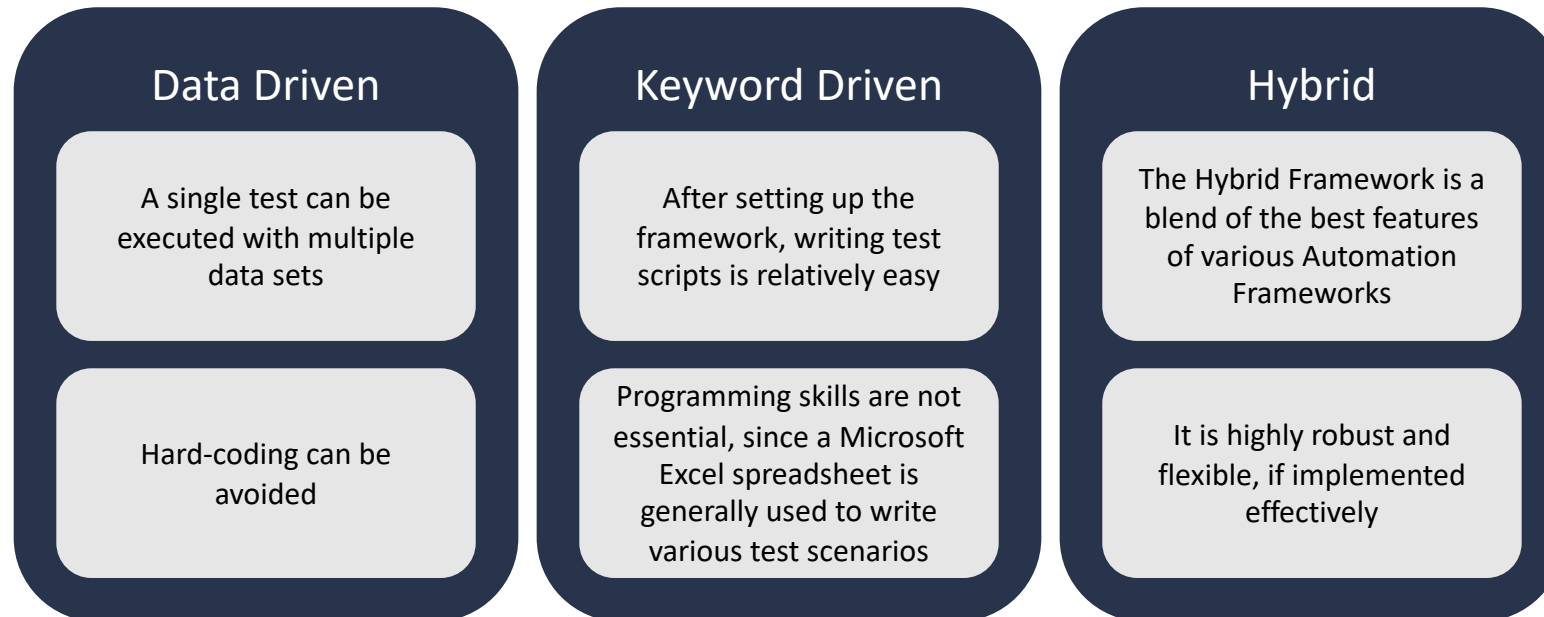 Data Driven
A single test can be
executed with multiple
data sets
Hard-coding can be
avoided
Keyword Driven
After setting up the
framework, writing test
scripts is relatively easy
Programming skills are not
essential, since a Microsoft
Excel spreadsheet is
generally used to write
various test scenarios
Hybrid
The Hybrid Framework is a
blend of the best features
of various Automation
Frameworks
It is highly robust and
flexible, if implemented
effectively